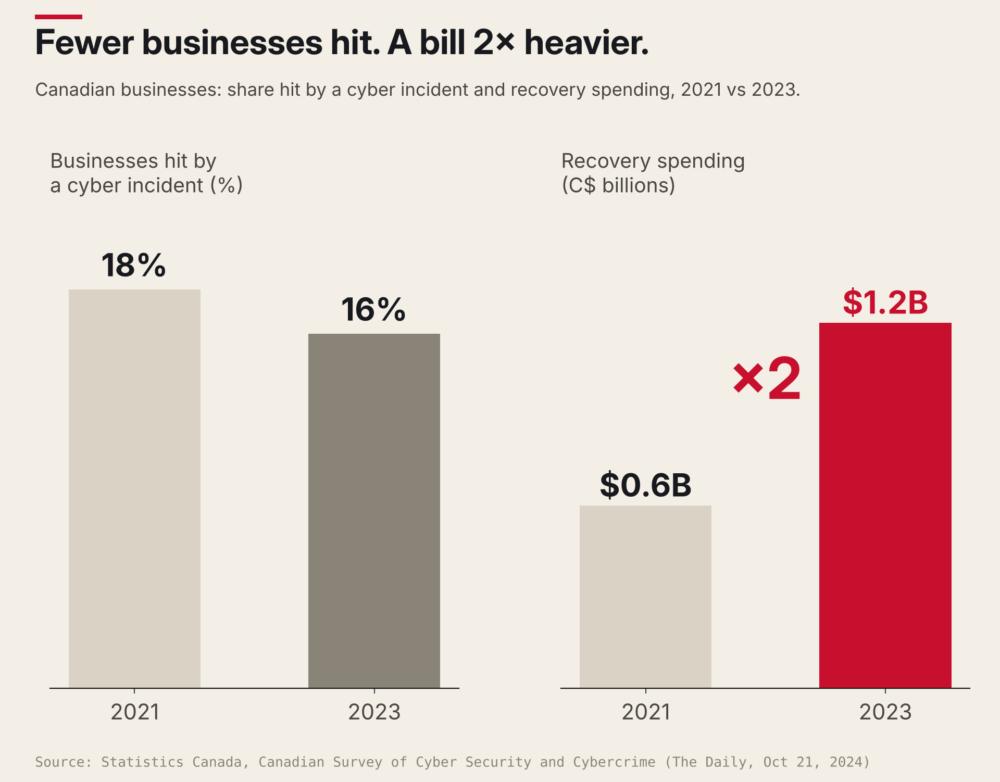 Fewer businesses hit. A bill 2× heavier.
Canadian businesses: share hit by a cyber incident and recovery spending, 2021 vs 2023.
Businesses hit by
a cyber incident (%)
18%
16%
2021
2023
Recovery spending
(C$ billions)
$0.6B
×2
$1.2B
2021
2023
Source: Statistics Canada, Canadian Survey of Cyber Security and Cybercrime (The Daily, Oct 21, 2024)